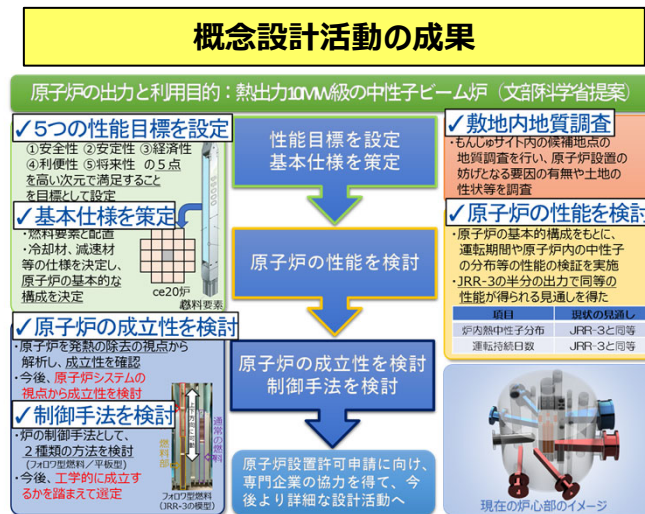 概念設計活動の成果
原子炉の出力と利用目的：熱出力10MW級の中性子ビーム炉（文部科学省提案）
✓5つの性能目標を設定
①安全性 ②安定性 ③経済性
④利便性 ⑤将来性 の５点
を高い次元で満足すること
を目標として設定
✓基本仕様を策定
・燃料要素と配置
・冷却材、減速材
等の仕様を決定し、
原子炉の基本的な
構成を決定
ce20炉
燃料要素
✓原子炉の成立性を検討
・原子炉を発熱の除去の視点から
解析し、成立性を確認
・今後、原子炉システムの
視点から成立性を検討
✓制御手法を検討
・炉の制御手法として、
２種類の方法を検討
(フォロワ型燃料／平板型)
・今後、工学的に成立す
るかを踏まえて選定
燃料部
通常の燃料
フォロワ型燃料
(JRR-3の模型)
性能目標を設定
基本仕様を策定
原子炉の性能を検討
原子炉の成立性を検討
制御手法を検討
原子炉設置許可申請に向け、
専門企業の協力を得て、今
後より詳細な設計活動へ
✓敷地内地質調査
・もんじゅサイト内の候補地点の
地質調査を行い、原子炉設置の
妨げとなる要因の有無や土地の
性状等を調査
✓原子炉の性能を検討
・原子炉の基本的構成をもとに、
運転期間や原子炉内の中性子
の分布等の性能の検証を実施
・JRR-3の半分の出力で同等の
性能が得られる見通しを得た
項目 現状の見通し
炉内熱中性子分布 JRR-3と同等
運転持続日数 JRR-3と同等
現在の炉心部のイメージ